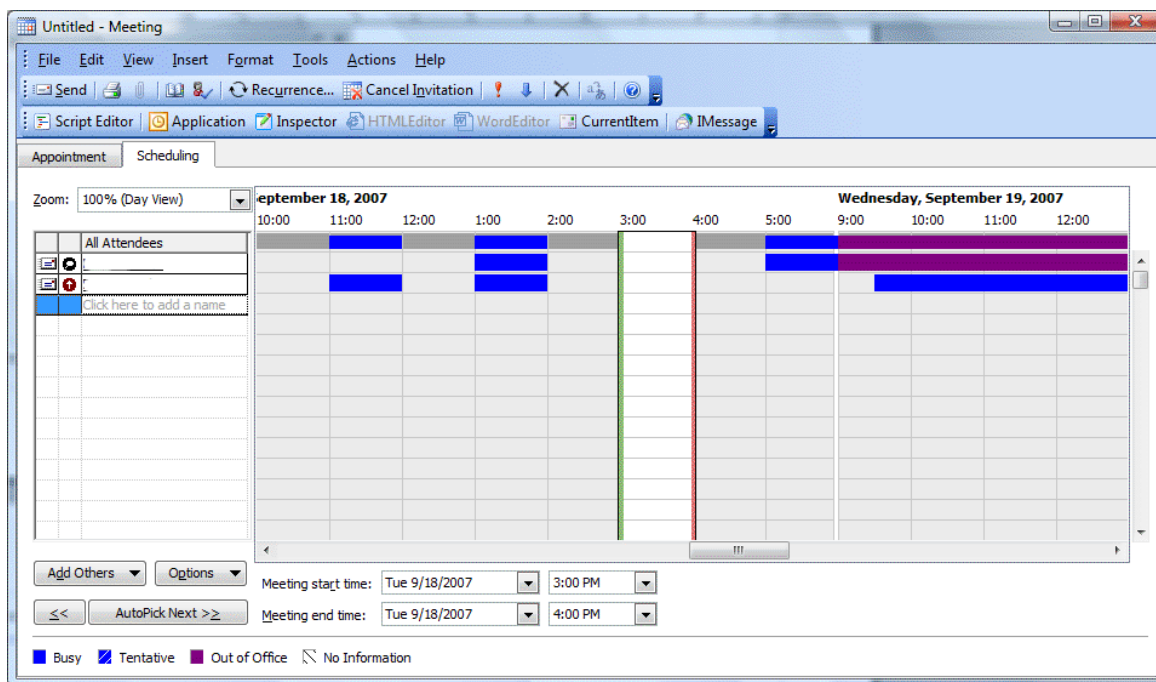 Untitled - Meeting
File Edit View Insert Format Tools Actions Help
Send Recurrence... Cancel Invitation
Script Editor Application Inspector HTMLEditor WordEditor CurrentItem IMessage
Appointment Scheduling
Zoom: 100% (Day View)
eptember 18, 2007 Wednesday, September 19, 2007
10:00 11:00 12:00 1:00 2:00 3:00 4:00 5:00 9:00 10:00 11:00 12:00
All Attendees
Click here to add a name
Add Others Options
Meeting start time: Tue 9/18/2007 3:00 PM
<< AutoPick Next >>
Meeting end time: Tue 9/18/2007 4:00 PM
Busy Tentative Out of Office No Information